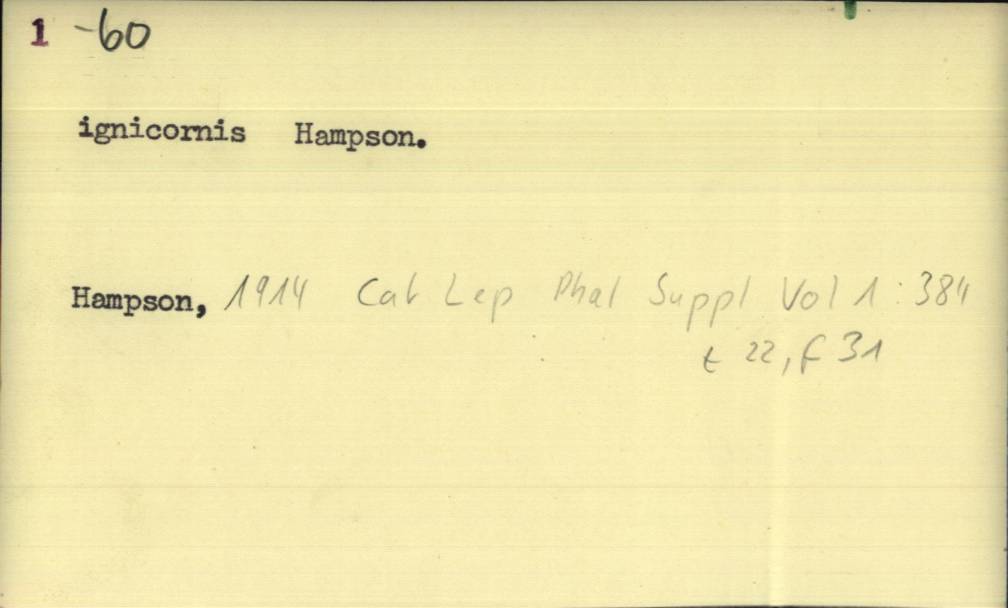 1 -60
ignicornis Hampson.
Hampson, 1914 Cat Lep Phal Suppl Vol 1: 384
t 22, f 31